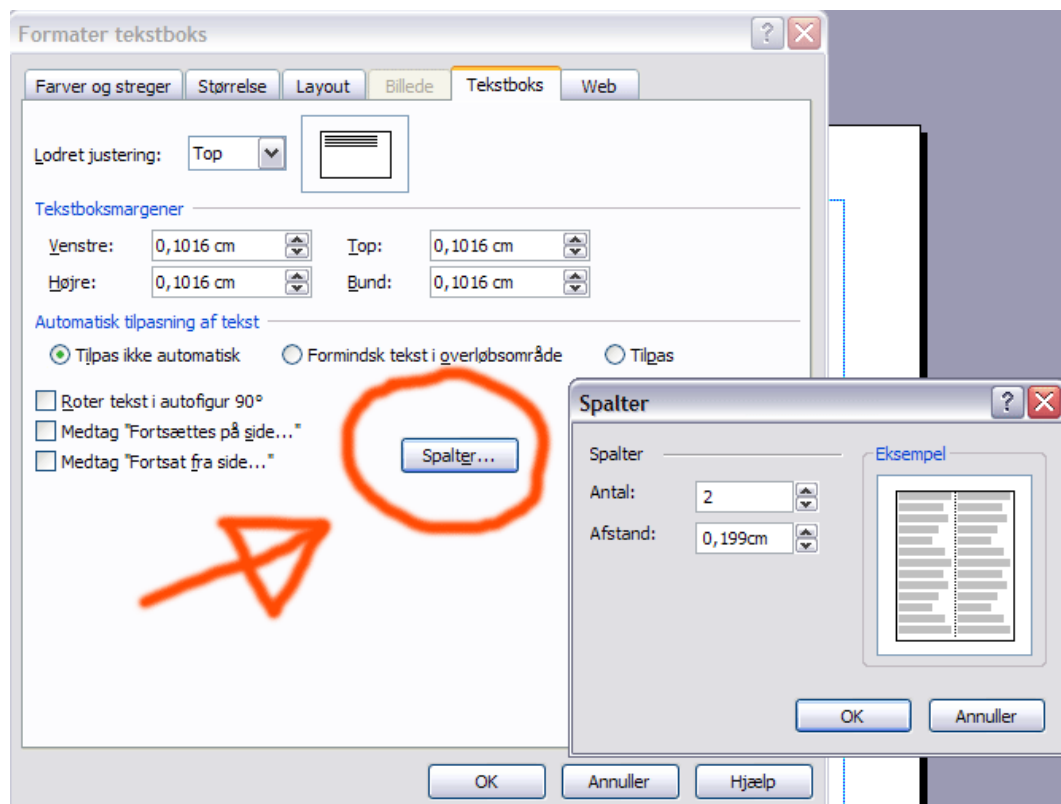 Formater tekstboks
Farver og streger Størrelse Layout Billede Tekstboks Web
Lodret justering: Top
Tekstboksmargener
Venstre: 0,1016 cm Top: 0,1016 cm
Højre: 0,1016 cm Bund: 0,1016 cm
Automatisk tilpasning af tekst
Tilpas ikke automatisk Formindsk tekst i overløbsområde Tilpas
Roter tekst i autofigur 90°
Medtag "Fortsættes på side..."
Medtag "Fortsat fra side..."
Spalter...
Spalter
Spalter Eksempel
Antal: 2
Afstand: 0,199cm
OK Annuller
OK Annuller Hjælp